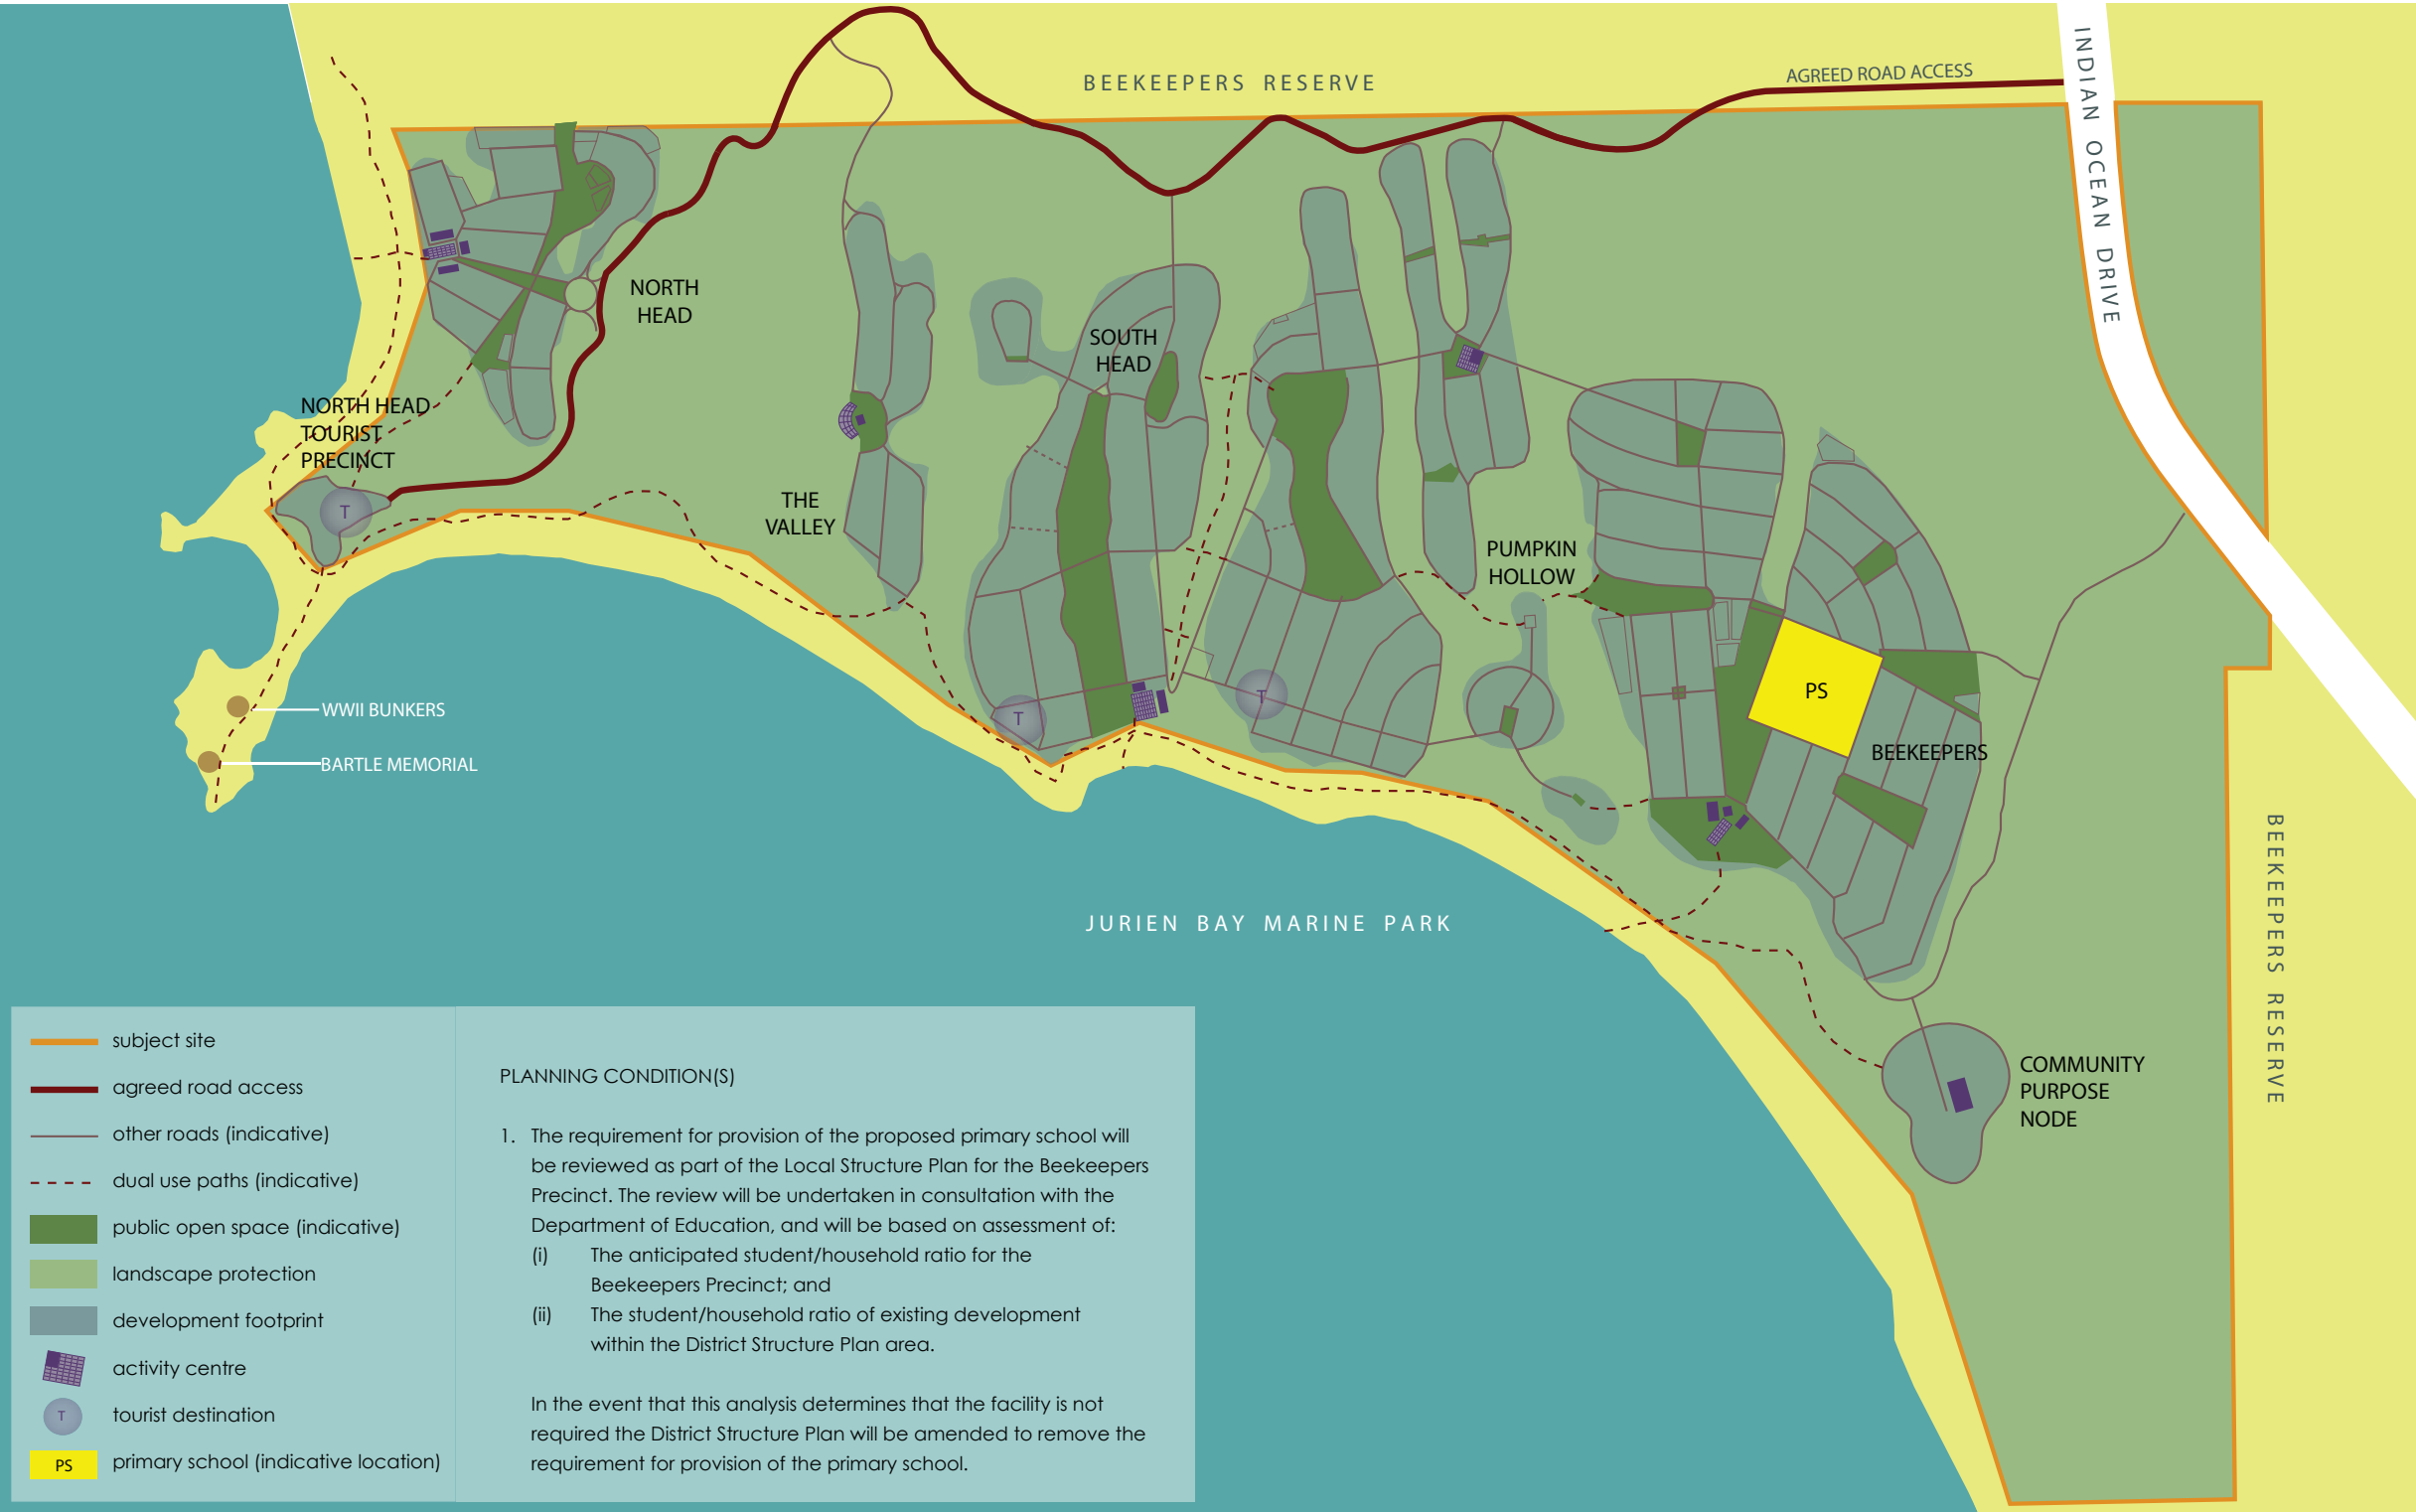 BEEKEEPERS RESERVE
AGREED ROAD ACCESS
INDIAN OCEAN DRIVE
NORTH
HEAD
SOUTH
HEAD
NORTH HEAD
TOURIST
PRECINCT
T
THE
VALLEY
PUMPKIN
HOLLOW
T
T
PS
BEEKEEPERS
WWII BUNKERS
BARTLE MEMORIAL
JURIEN BAY MARINE PARK
BEEKEEPERS RESERVE
COMMUNITY
PURPOSE
NODE
subject site
agreed road access
other roads (indicative)
dual use paths (indicative)
public open space (indicative)
landscape protection
development footprint
activity centre
T
tourist destination
PS
primary school (indicative location)
PLANNING CONDITION(S)
1. The requirement for provision of the proposed primary school will
be reviewed as part of the Local Structure Plan for the Beekeepers
Precinct. The review will be undertaken in consultation with the
Department of Education, and will be based on assessment of:
(i) The anticipated student/household ratio for the
Beekeepers Precinct; and
(ii) The student/household ratio of existing development
within the District Structure Plan area.
In the event that this analysis determines that the facility is not
required the District Structure Plan will be amended to remove the
requirement for provision of the primary school.